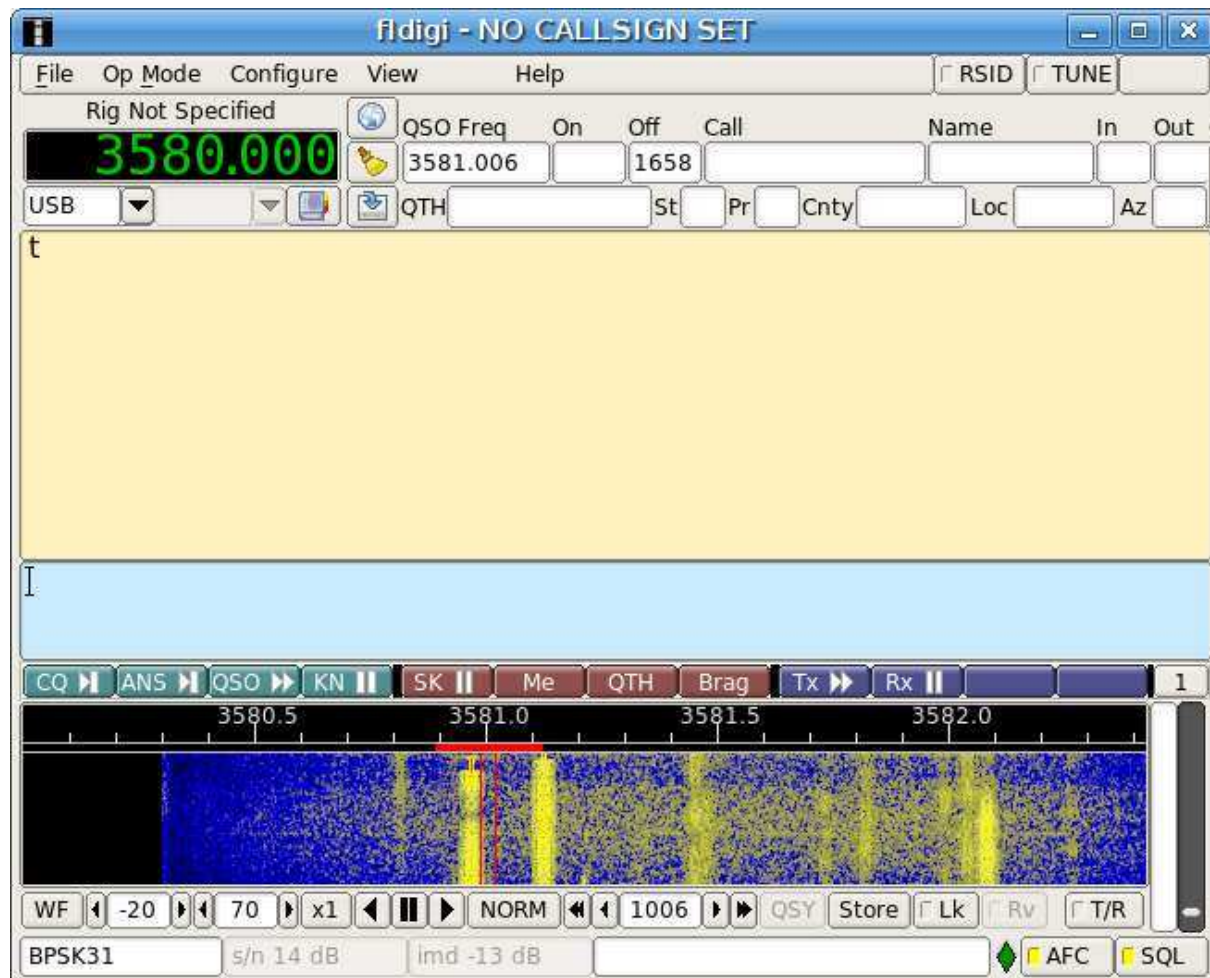 fldigi - NO CALLSIGN SET
File Op Mode Configure View Help RSID TUNE
Rig Not Specified
QSO Freq On Off Call Name In Out
3580.000 3581.006 1658
USB QTH St Pr Cnty Loc Az
t
CQ ANS QSO KN SK Me QTH Brag Tx Rx 1
3580.5 3581.0 3581.5 3582.0
WF -20 70 x1 NORM 1006 QSY Store Lk Rv T/R
BPSK31 s/n 14 dB imd -13 dB AFC SQL